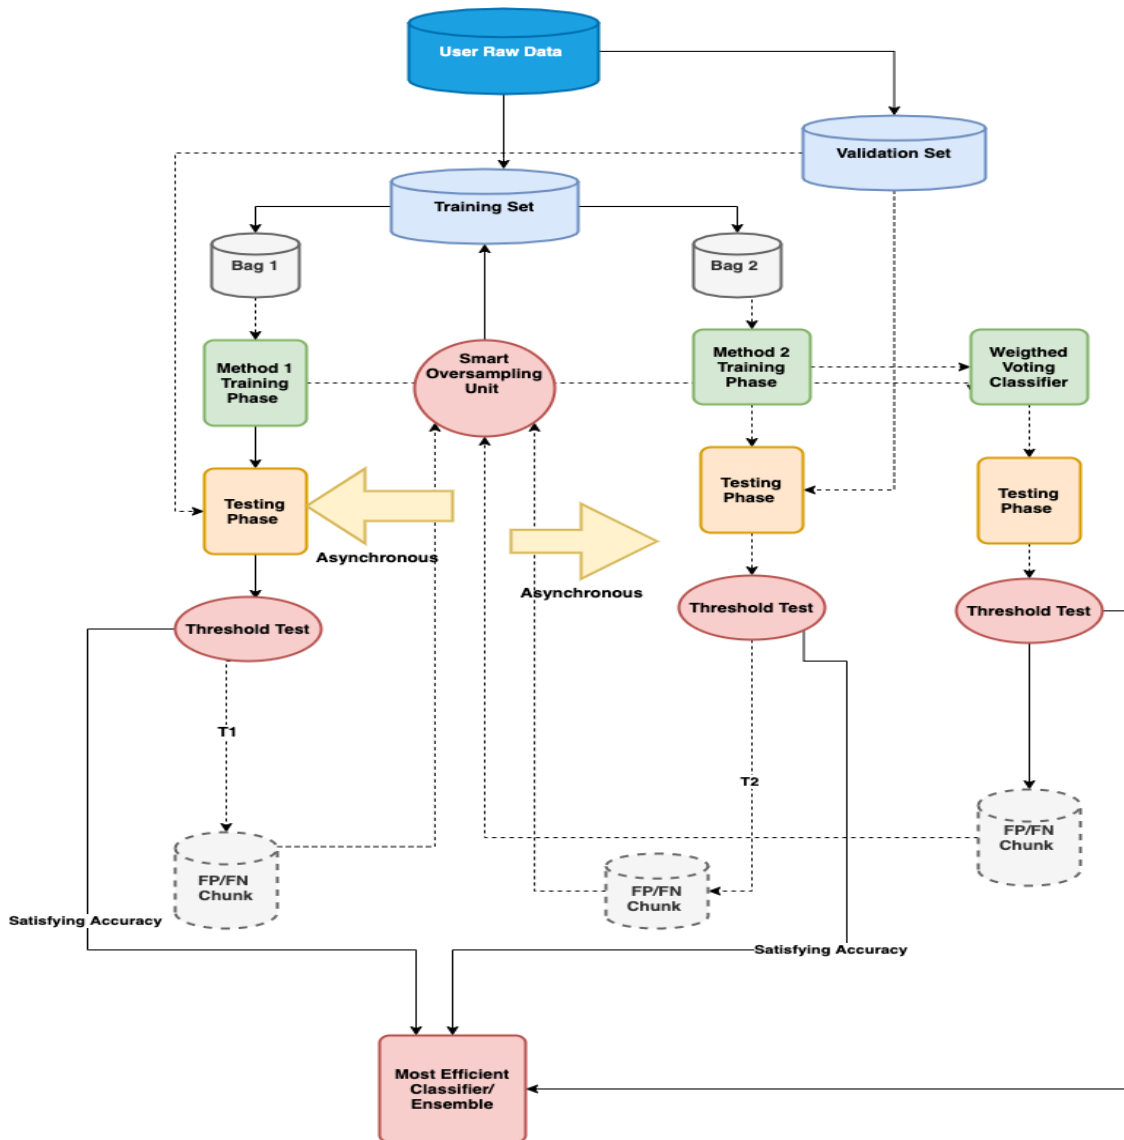 User Raw Data
Validation Set
Training Set
Bag 1
Bag 2
Method 1
Training
Phase
Smart
Oversampling
Unit
Method 2
Training
Phase
Weigthed
Voting
Classifier
Testing
Phase
Asynchronous
Testing
Phase
Asynchronous
Testing
Phase
Threshold Test
Threshold Test
Threshold Test
T1
T2
FP/FN
Chunk
FP/FN
Chunk
FP/FN
Chunk
Satisfying Accuracy
Satisfying Accuracy
Most Efficient
Classifier/
Ensemble